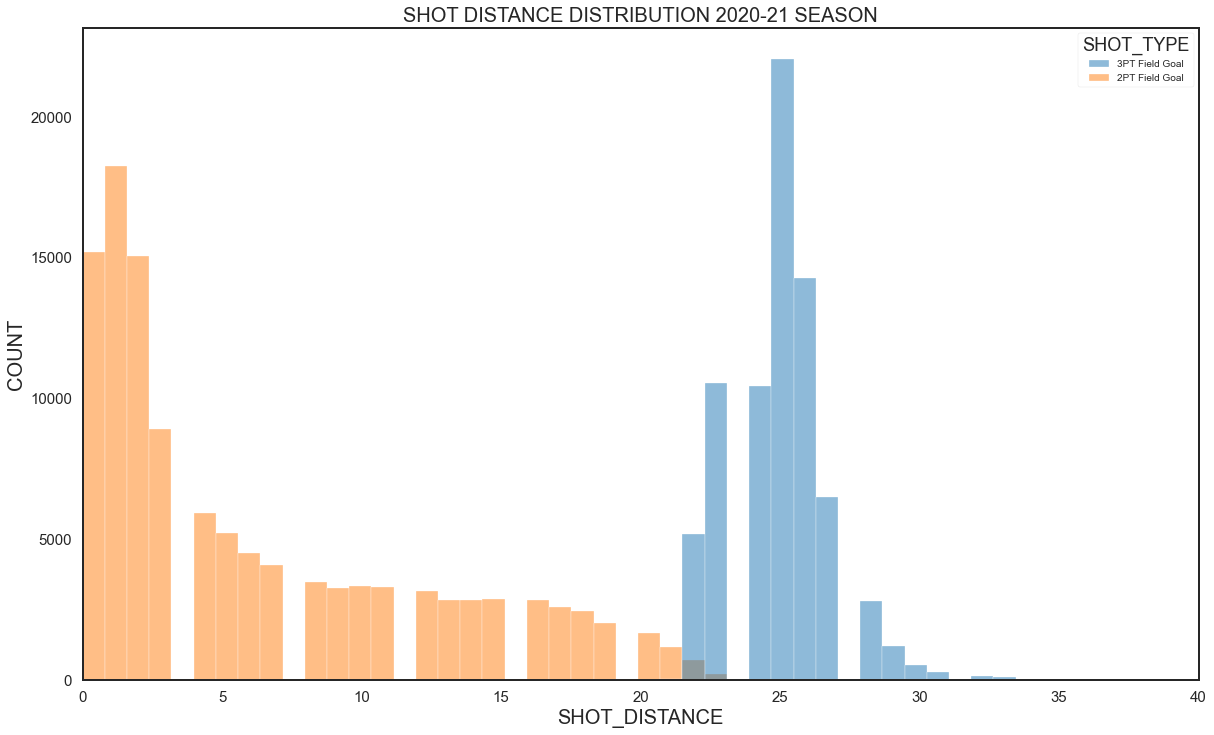 SHOT DISTANCE DISTRIBUTION 2020-21 SEASON
SHOT_TYPE
3PT Field Goal
2PT Field Goal
COUNT
20000
15000
10000
5000
0
0 5 10 15 20 25 30 35 40
SHOT_DISTANCE